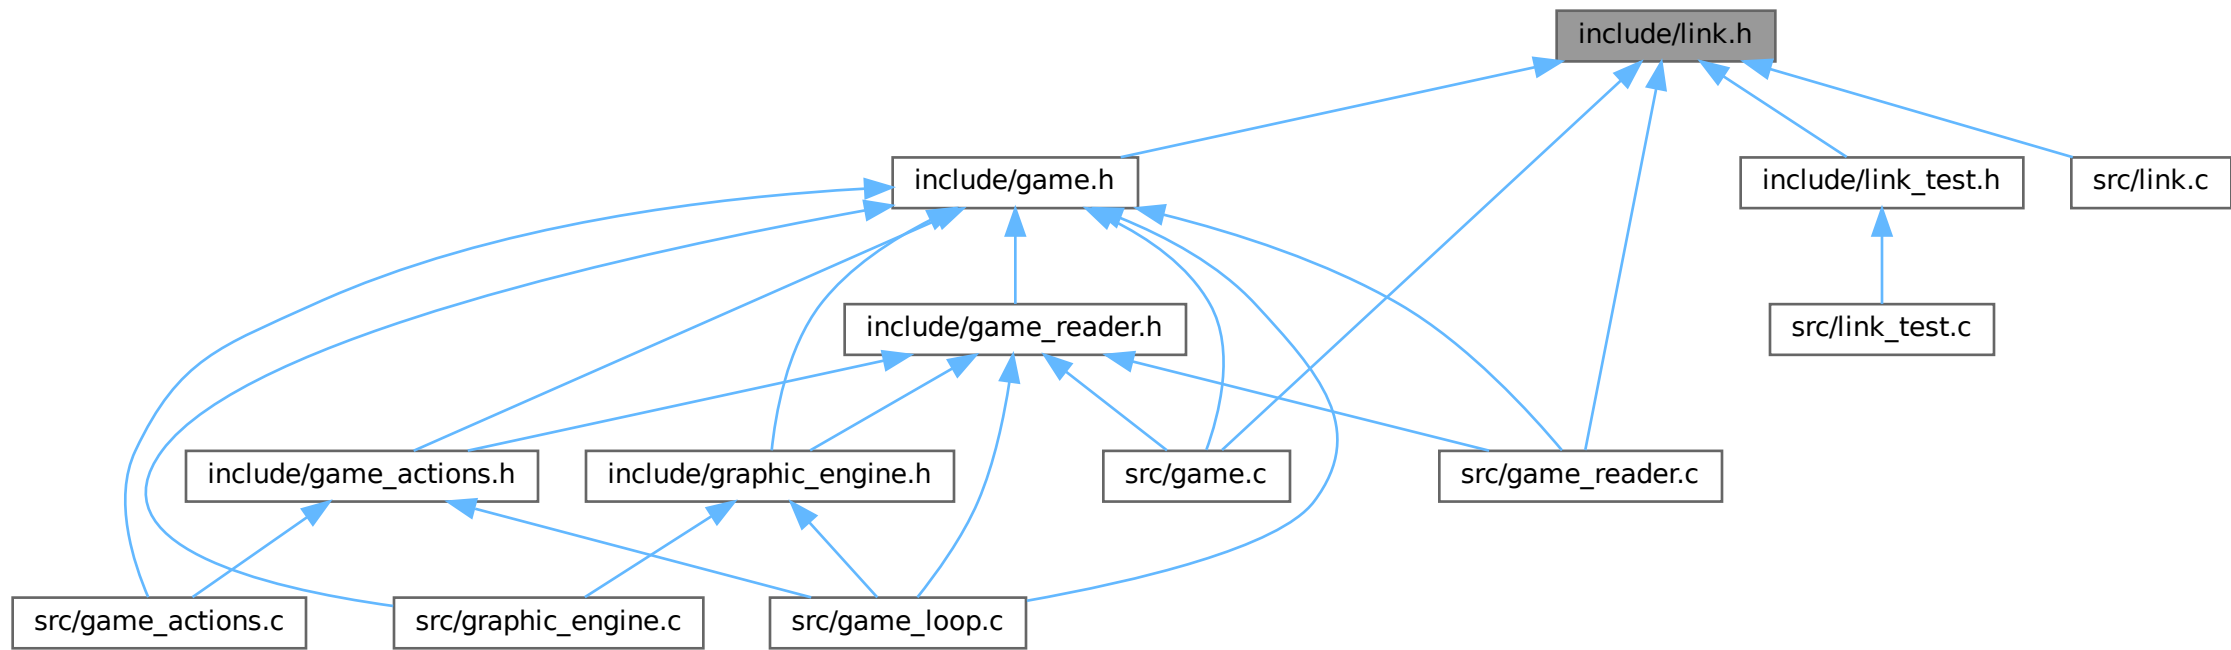 include/link.h
include/game.h
include/link_test.h
src/link.c
include/game_reader.h
src/link_test.c
include/game_actions.h
include/graphic_engine.h
src/game.c
src/game_reader.c
src/game_actions.c
src/graphic_engine.c
src/game_loop.c